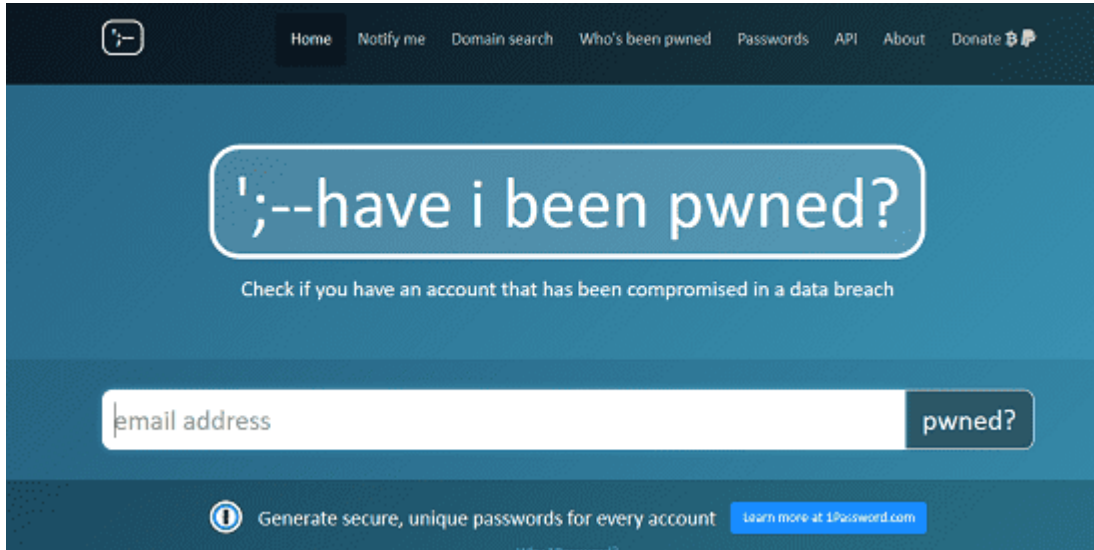 ';--
Home Notify me Domain search Who's been pwned Passwords API About Donate
';--have i been pwned?
Check if you have an account that has been compromised in a data breach
email address pwned?
Generate secure, unique passwords for every account Learn more at 1Password.com